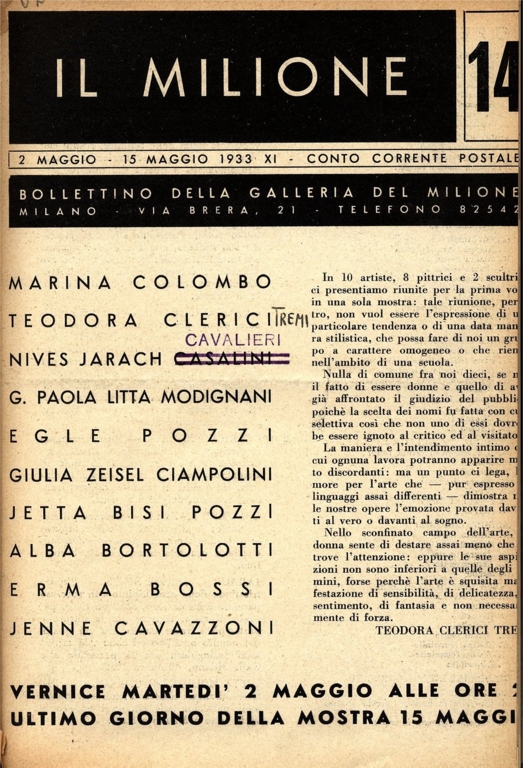 IL MILIONE
14
2 MAGGIO - 15 MAGGIO 1933 XI - CONTO CORRENTE POSTALE
BOLLETTINO DELLA GALLERIA DEL MILIONE
MILANO - VIA BRERA, 21 - TELEFONO 82542
MARINA COLOMBO
TEODORA CLERICI TREMI
CAVALIERI
NIVES JARACH CASALINI
G. PAOLA LITTA MODIGNANI
EGLE POZZI
GIULIA ZEISEL CIAMPOLINI
JETTA BISI POZZI
ALBA BORTOLOTTI
ERMA BOSSI
JENNE CAVAZZONI
In 10 artiste, 8 pittrici e 2 scultri
ci presentiamo riunite per la prima vo
in una sola mostra: tale riunione, per
tro, non vuol essere l'espressione di u
particolare tendenza o di una data man
ra stilistica, che possa fare di noi un gru
po a carattere omogeneo o che rien
nell'ambito di una scuola.
Nulla di comune fra noi dieci, se n
il fatto di essere donne e quello di a
già affrontato il giudizio del pubbli
poichè la scelta dei nomi fu fatta con cu
selettiva così che non uno di essi dovre
be essere ignoto al critico ed al visitato
La maniera e l'intendimento intimo
cui ognuna lavora potranno apparire m
to discordanti: ma un punto ci lega, l
more per l'arte che — pur espresso
linguaggi assai differenti — dimostra
le nostre opere l'emozione provata dav
ti al vero o davanti al sogno.
Nello sconfinato campo dell'arte,
donna sente di destare assai meno che
trove l'attenzione: eppure le sue aspi
zioni non sono inferiori a quelle degli
mini, forse perchè l'arte è squisita ma
festazione di sensibilità, di delicatezza,
sentimento, di fantasia e non necessa
mente di forza.
TEODORA CLERICI TRE
VERNICE MARTEDI' 2 MAGGIO ALLE ORE
ULTIMO GIORNO DELLA MOSTRA 15 MAGGI